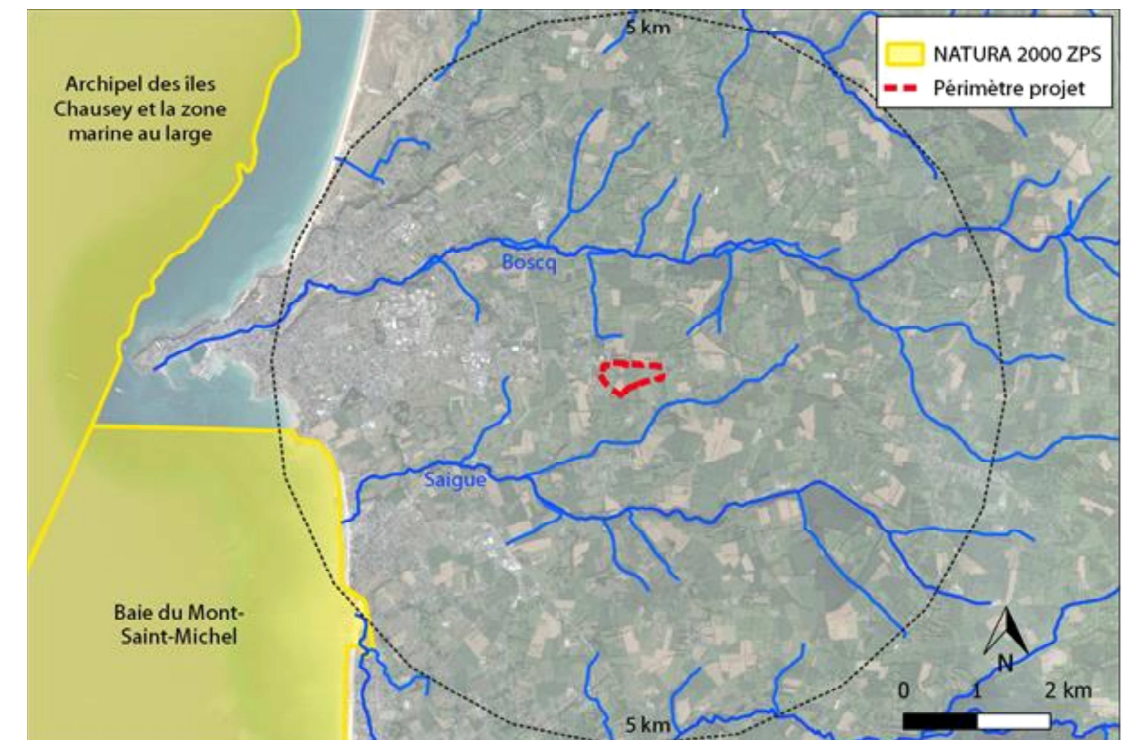 5 km
NATURA 2000 ZPS
Périmètre projet
Archipel des îles
Chausey et la zone
marine au large
Boscq
Saigue
Baie du Mont-
Saint-Michel
N
0 1 2 km
5 km